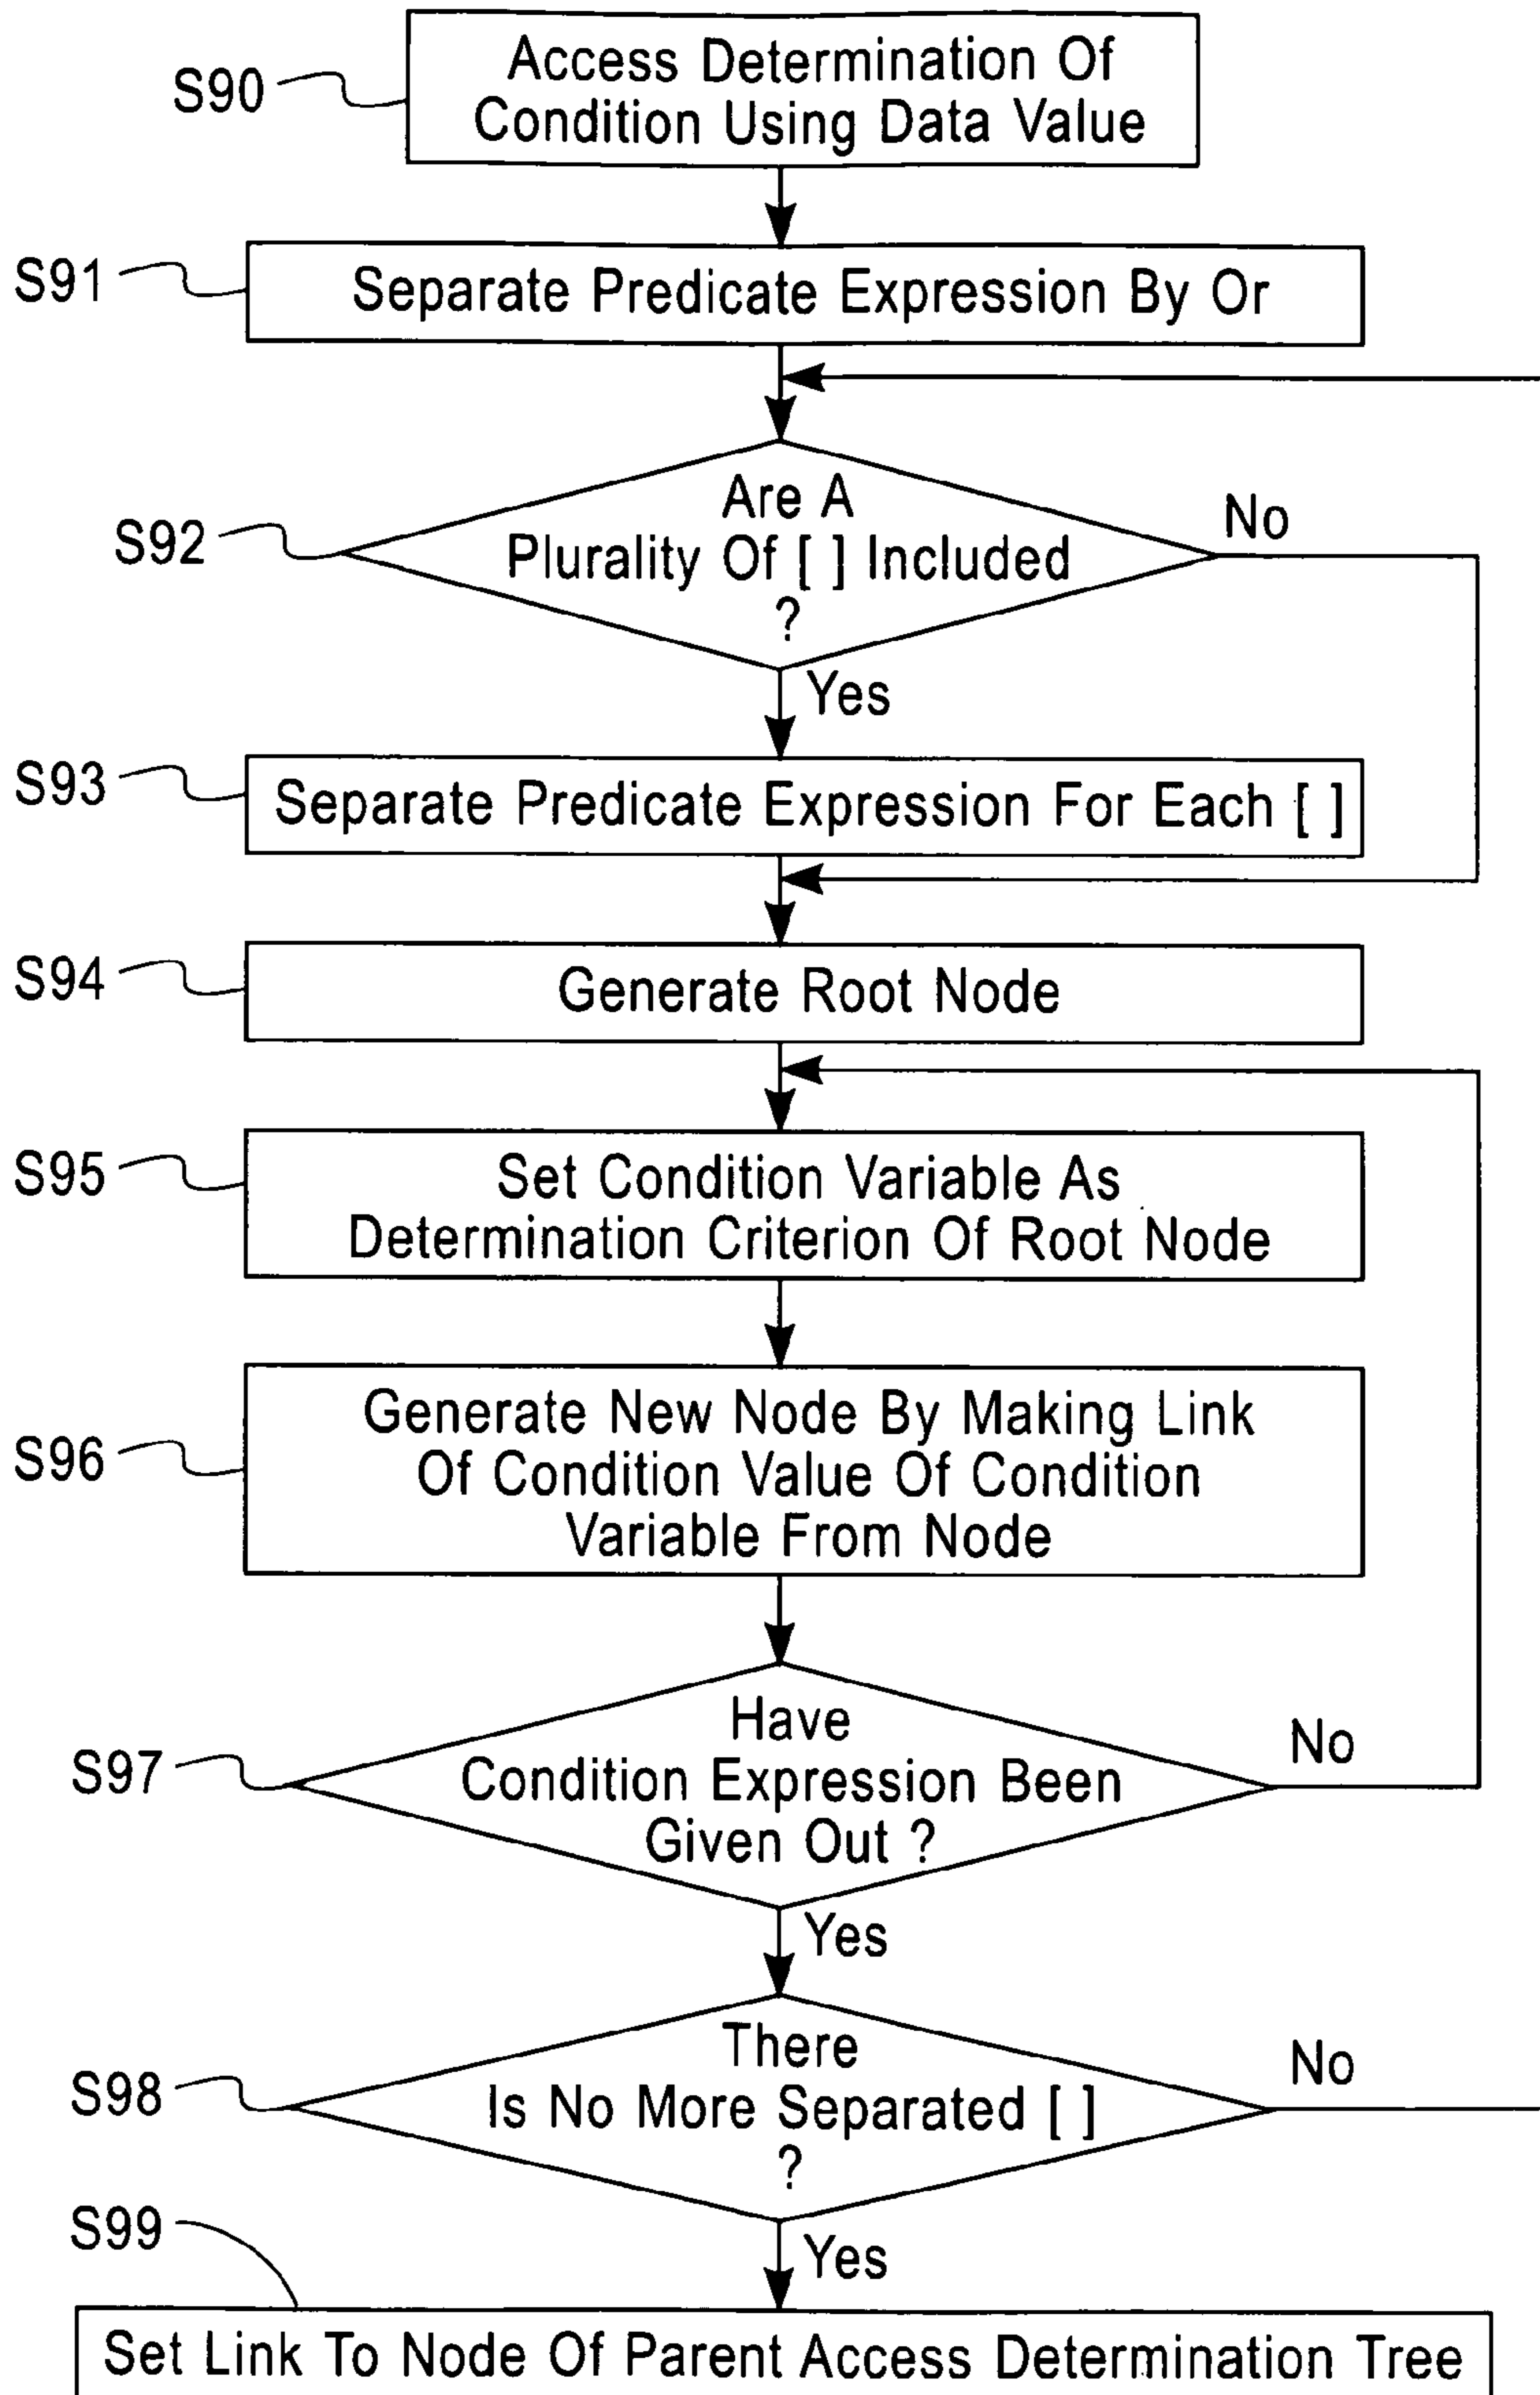 S90
Access Determination Of
Condition Using Data Value
S91
Separate Predicate Expression By Or
S92
Are A
Plurality Of [ ] Included
?
No
Yes
S93
Separate Predicate Expression For Each [ ]
S94
Generate Root Node
S95
Set Condition Variable As
Determination Criterion Of Root Node
S96
Generate New Node By Making Link
Of Condition Value Of Condition
Variable From Node
S97
Have
Condition Expression Been
Given Out ?
No
Yes
S98
There
Is No More Separated [ ]
?
No
Yes
S99
Set Link To Node Of Parent Access Determination Tree